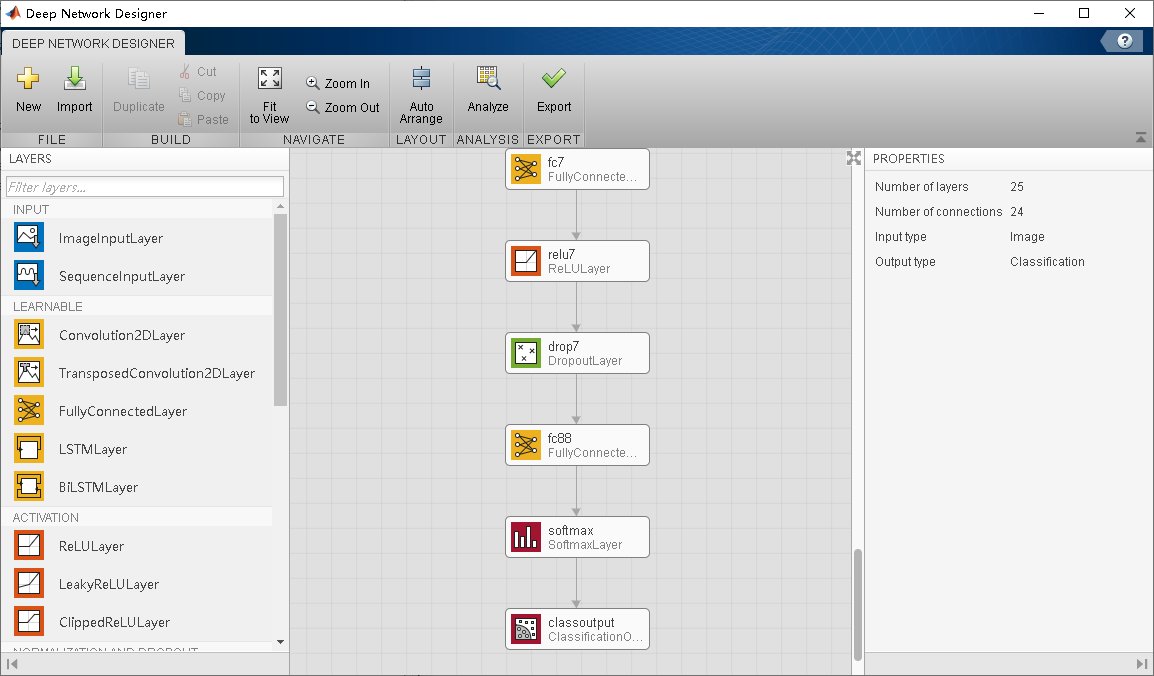 Deep Network Designer
DEEP NETWORK DESIGNER
?
New
Import
Duplicate
Cut
Copy
Paste
Fit
to View
Zoom In
Zoom Out
Auto
Arrange
Analyze
Export
FILE
BUILD
NAVIGATE
LAYOUT
ANALYSIS
EXPORT
LAYERS
Filter layers...
INPUT
ImageInputLayer
SequenceInputLayer
LEARNABLE
Convolution2DLayer
TransposedConvolution2DLayer
FullyConnectedLayer
LSTMLayer
BiLSTMLayer
ACTIVATION
ReLULayer
LeakyReLULayer
ClippedReLULayer
NORMALIZATION AND DROPOUT
fc7
FullyConnecte...
relu7
ReLULayer
drop7
DropoutLayer
fc88
FullyConnecte...
softmax
SoftmaxLayer
classoutput
ClassificationO...
PROPERTIES
Number of layers 25
Number of connections 24
Input type Image
Output type Classification